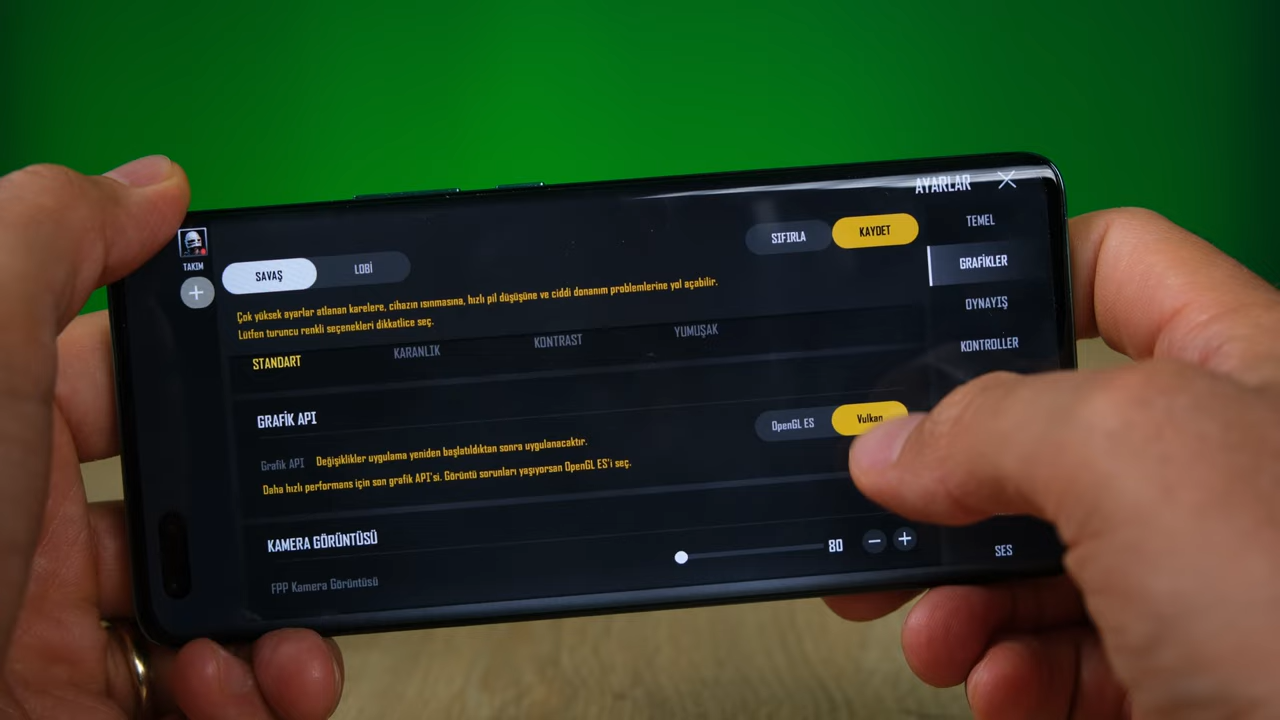 AYARLAR
TAKIM
SAVAŞ LOBİ
SIFIRLA KAYDET
TEMEL
GRAFİKLER
OYNAYIŞ
KONTROLLER
SES
Çok yüksek ayarlar atlanan karelere, cihazın ısınmasına, hızlı pil düşüşüne ve ciddi donanım problemlerine yol açabilir.
Lütfen turuncu renkli seçenekleri dikkatlice seç.
STANDART KARANLIK KONTRAST YUMUŞAK
GRAFİK API
OpenGL ES Vulkan
Grafik API Değişiklikler uygulama yeniden başlatıldıktan sonra uygulanacaktır.
Daha hızlı performans için son grafik API'si. Görüntü sorunları yaşıyorsan OpenGL ES'i seç.
KAMERA GÖRÜNTÜSÜ
FPP Kamera Görüntüsü
80